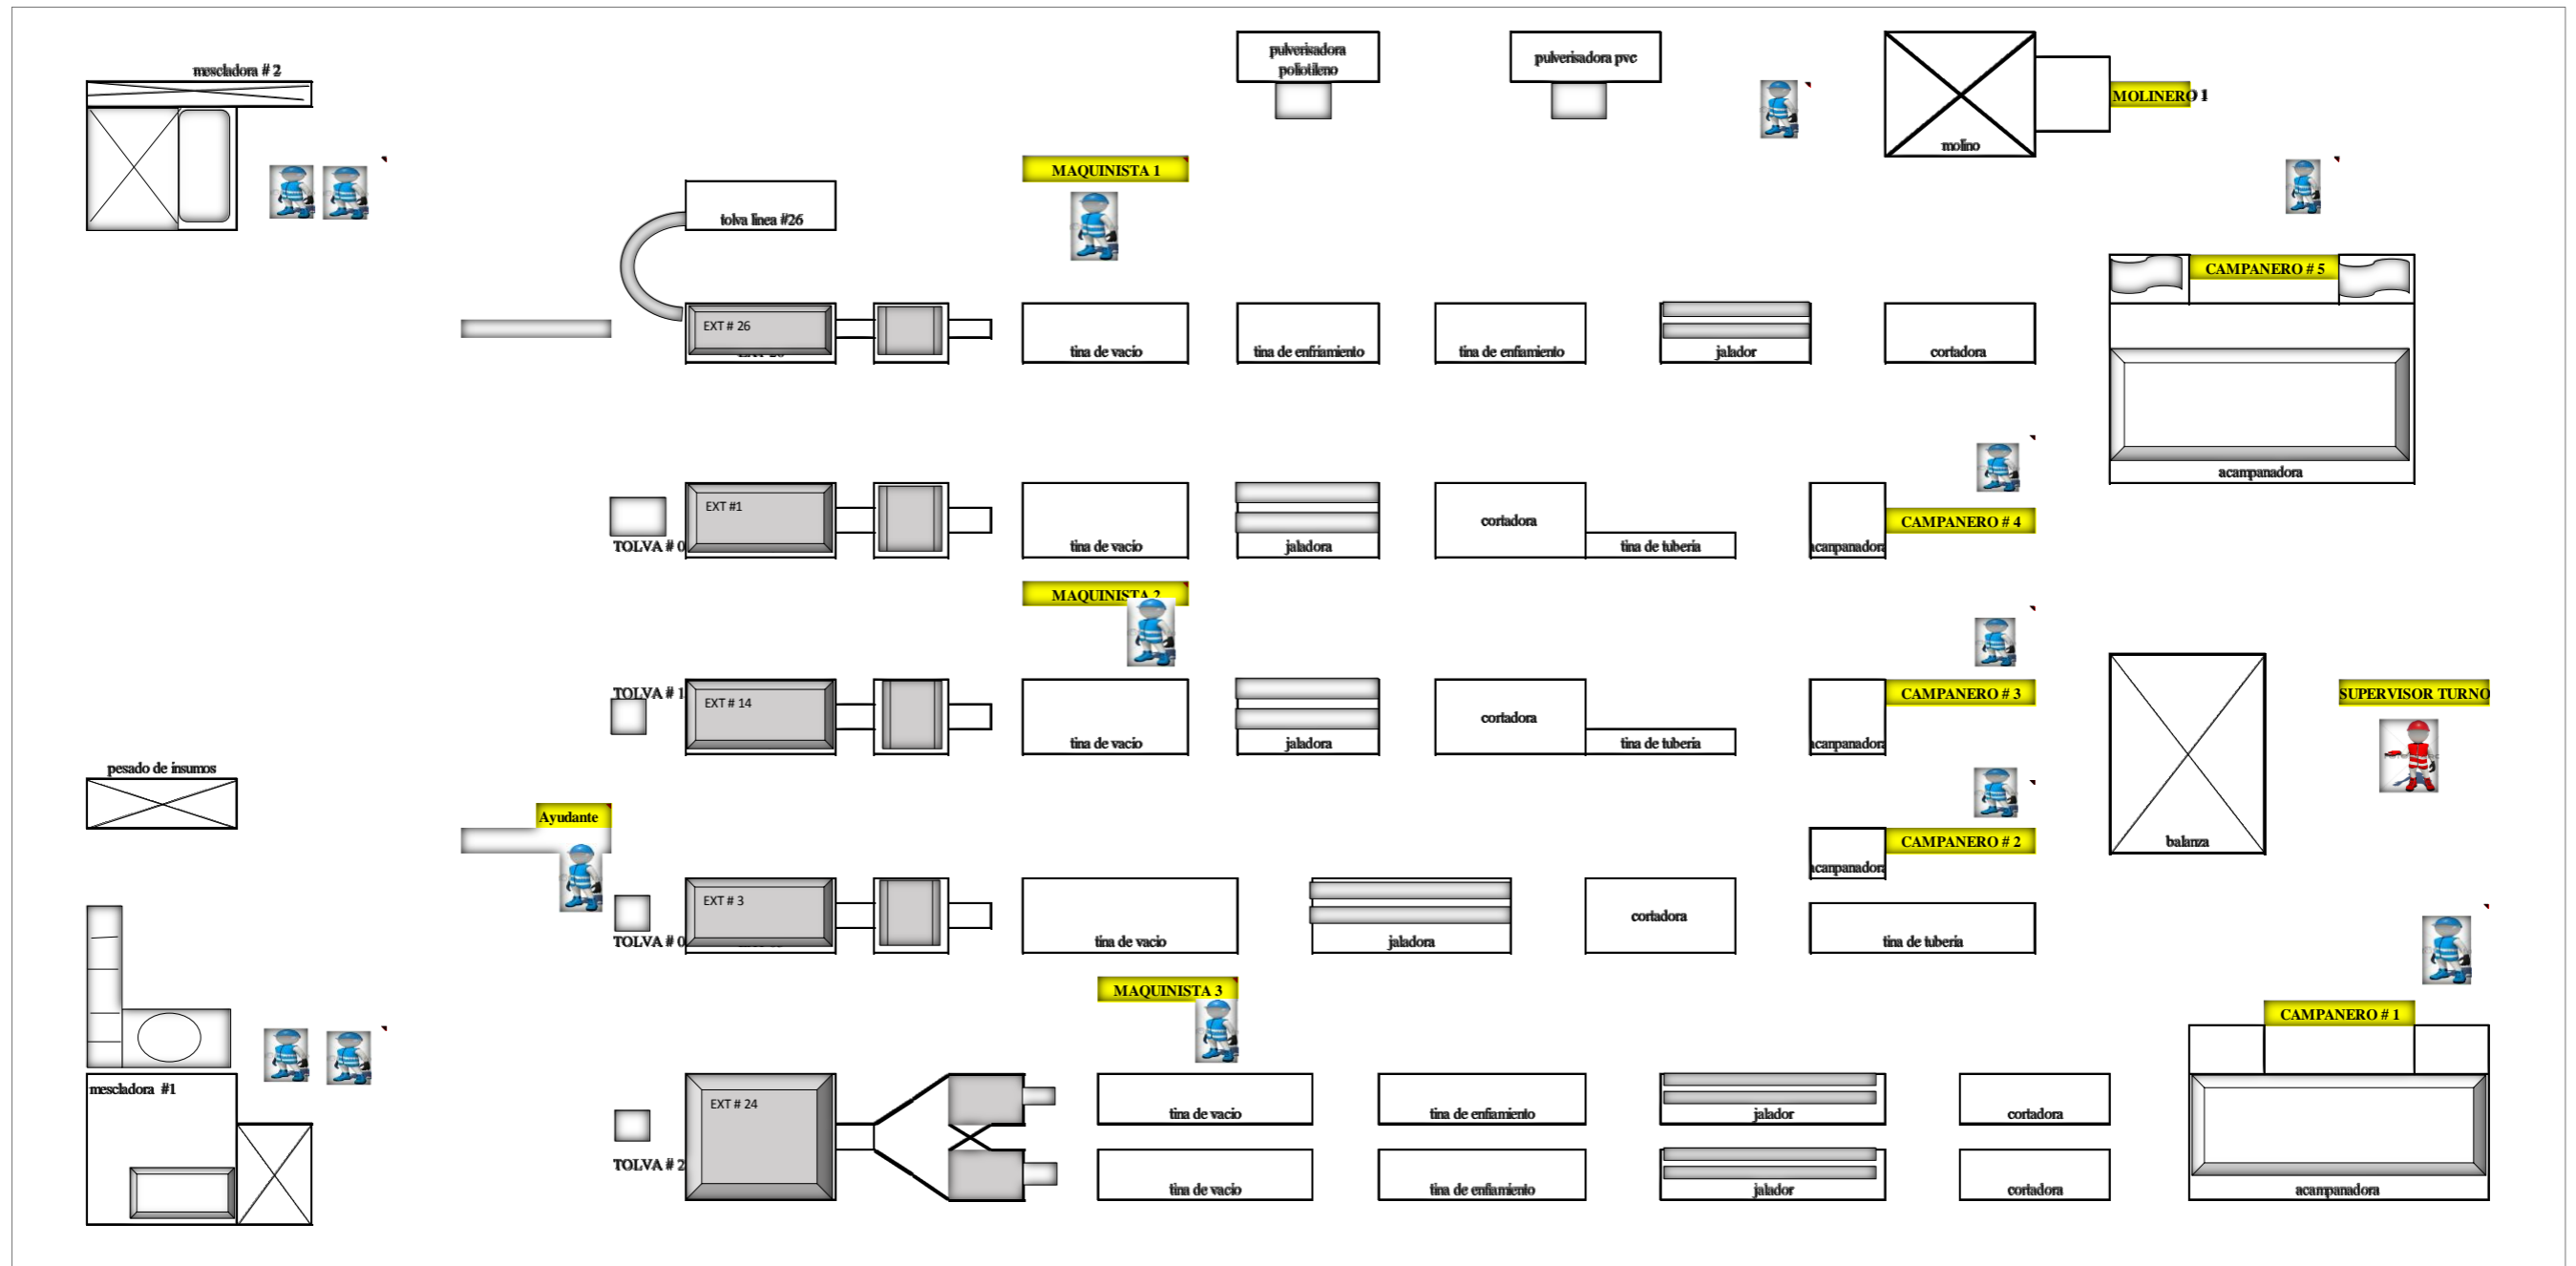 mescladora # 2
pulverisadora
poliotileno
pulverisadora pvc
molino
MOLINERO 1
MAQUINISTA 1
tolva linea #26
CAMPANERO # 5
EXT # 26
tina de vacio
tina de enfriamiento
tina de enfiamiento
jalador
cortadora
acampanadora
TOLVA # 0
EXT #1
tina de vacio
jaladora
cortadora
tina de tuberia
acanpanadora
CAMPANERO # 4
MAQUINISTA 2
TOLVA # 1
EXT # 14
tina de vacio
jaladora
cortadora
tina de tuberia
acanpanadora
CAMPANERO # 3
SUPERVISOR TURNO
pesado de insumos
Ayudante
acanpanadora
CAMPANERO # 2
balanza
TOLVA # 0
EXT # 3
tina de vacio
jaladora
cortadora
tina de tuberia
MAQUINISTA 3
CAMPANERO # 1
mescladora #1
EXT # 24
tina de vacio
tina de enfiamiento
jalador
cortadora
TOLVA # 2
tina de vacio
tina de enfiamiento
jalador
cortadora
acampanadora